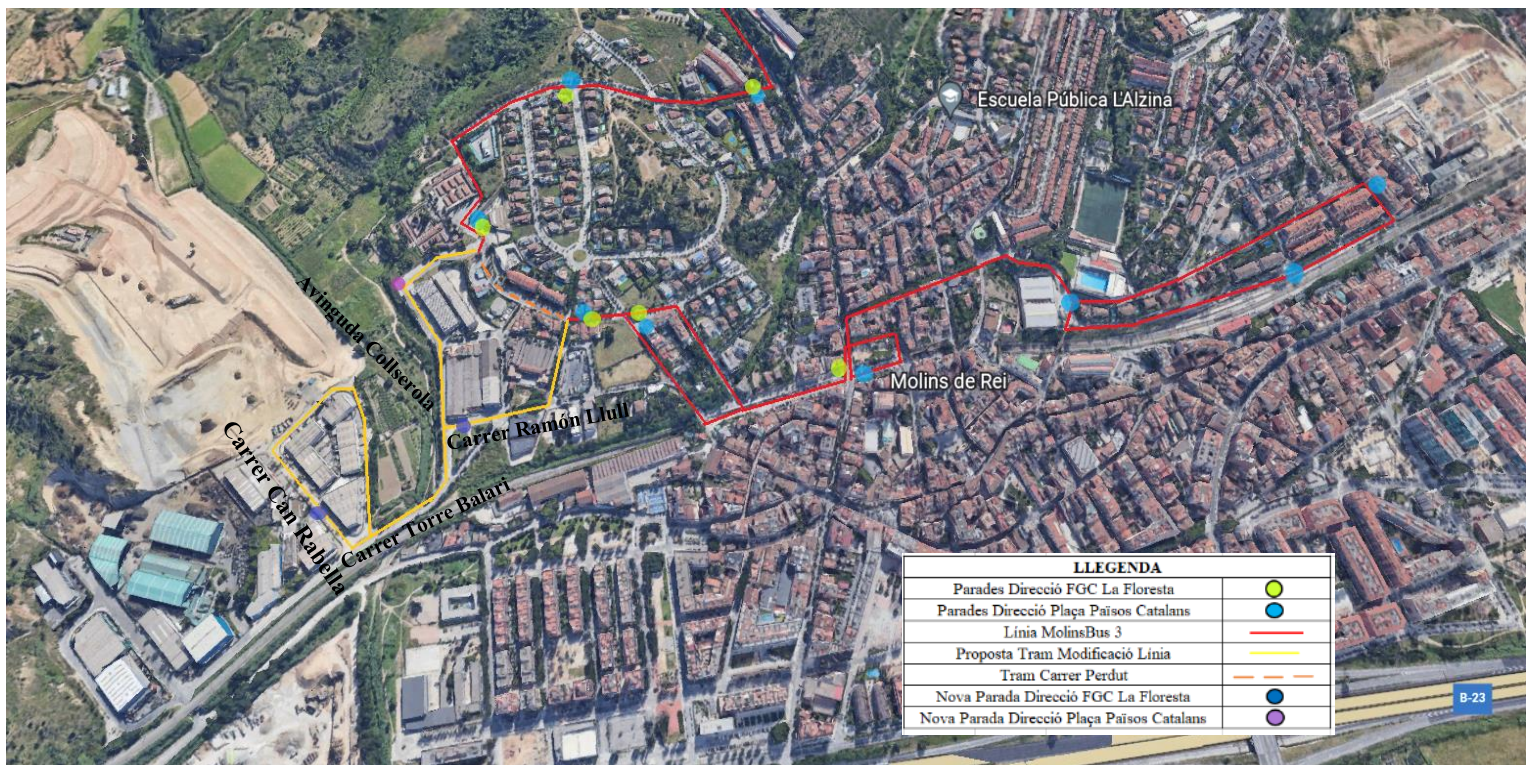 Escuela Pública L'Alzina
Avinguda Collserola
Molins de Rei
Carrer Ramón Llull
Carrer Can Rabella
Carrer Torre Balari
LLEGENDA
Parades Direcció FGC La Floresta
Parades Direcció Plaça Països Catalans
Línia MolinsBus 3
Proposta Tram Modificació Línia
Tram Carrer Perdut
Nova Parada Direcció FGC La Floresta
Nova Parada Direcció Plaça Països Catalans
B-23